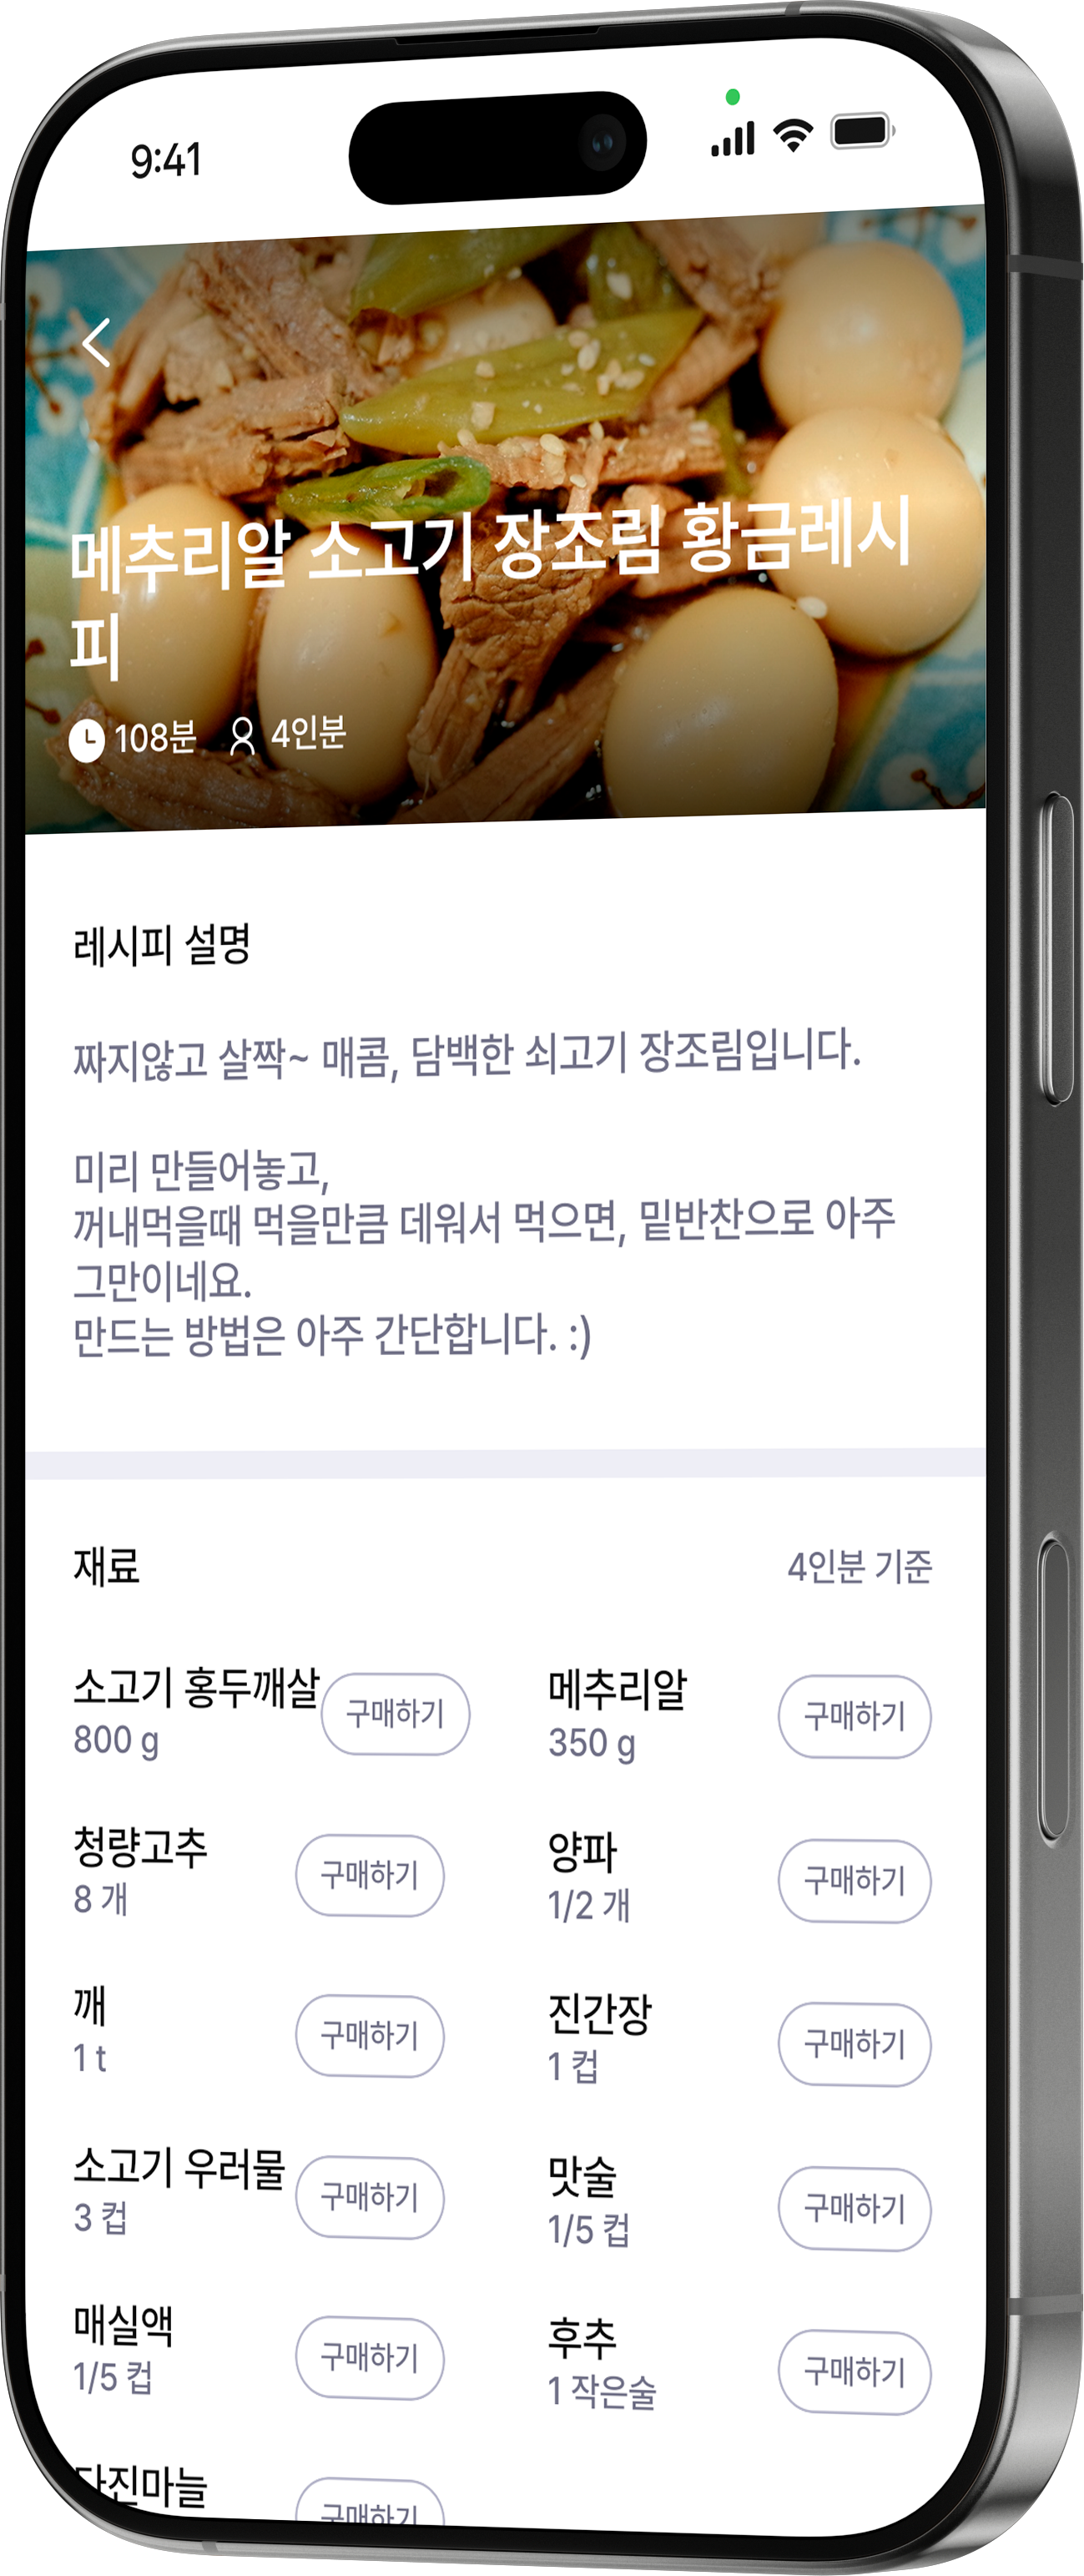 9:41
메추리알 소고기 장조림 황금레시
피
108분 4인분
레시피 설명
짜지않고 살짝~ 매콤, 담백한 쇠고기 장조림입니다.
미리 만들어놓고,
꺼내먹을때 먹을만큼 데워서 먹으면, 밑반찬으로 아주
그만이네요.
만드는 방법은 아주 간단합니다. :)
재료 4인분 기준
소고기 홍두깨살 구매하기 메추리알 구매하기
800 g 350 g
청량고추 구매하기 양파 구매하기
8 개 1/2 개
깨 구매하기 진간장 구매하기
1 t 1 컵
소고기 우러물 구매하기 맛술 구매하기
3 컵 1/5 컵
매실액 구매하기 후추 구매하기
1/5 컵 1 작은술
다진마늘 구매하기